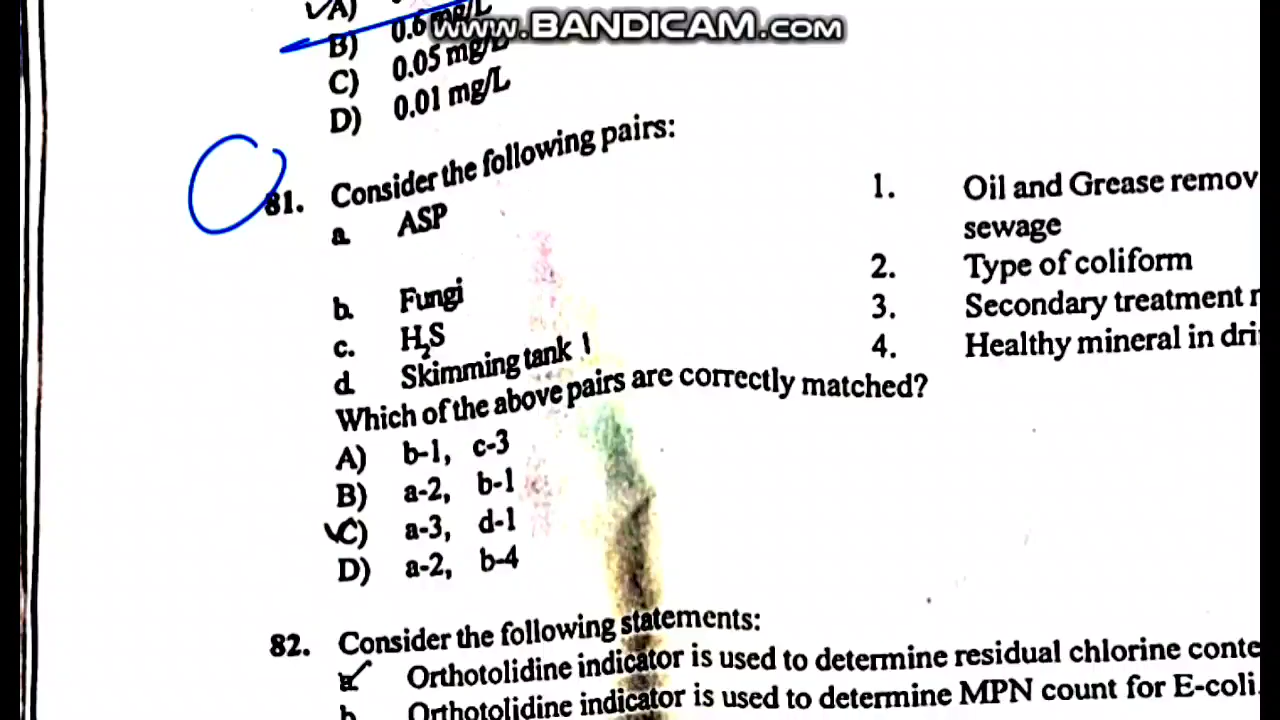 A)
www.BANDICAM.com
B) 0.6 mg/L
C) 0.05 mg/L
D) 0.01 mg/L
81. Consider the following pairs:
a. ASP 1. Oil and Grease remov
sewage
b. Fungi 2. Type of coliform
c. H₂S 3. Secondary treatment
d. Skimming tank 1 4. Healthy mineral in dri
Which of the above pairs are correctly matched?
A) b-1, c-3
B) a-2, b-1
C) a-3, d-1
D) a-2, b-4
82. Consider the following statements:
a. Orthotolidine indicator is used to determine residual chlorine conte
b. Orthotolidine indicator is used to determine MPN count for E-coli.